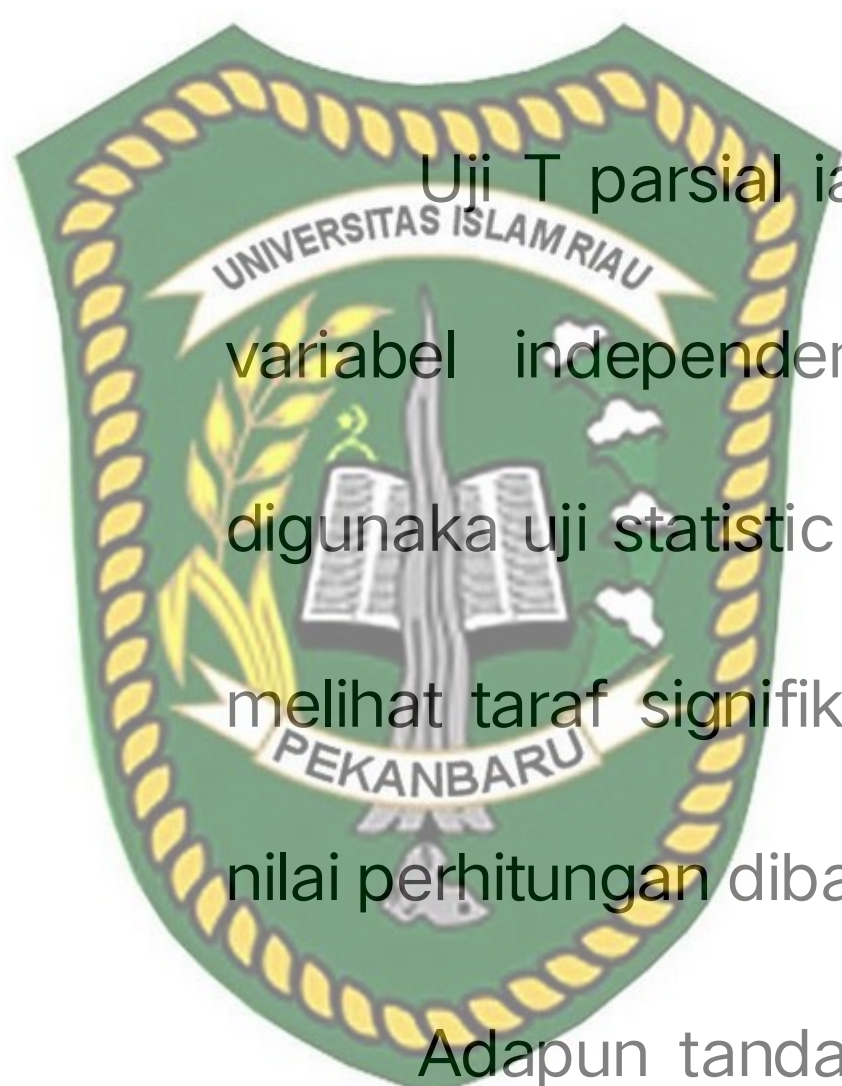 Uji T parsial ia
UNIVERSITAS ISLAM RIAU
variabel independen
digunaka uji statistic
melihat taraf signifik
PEKANBARU
nilai perhitungan diba
Adapun tanda